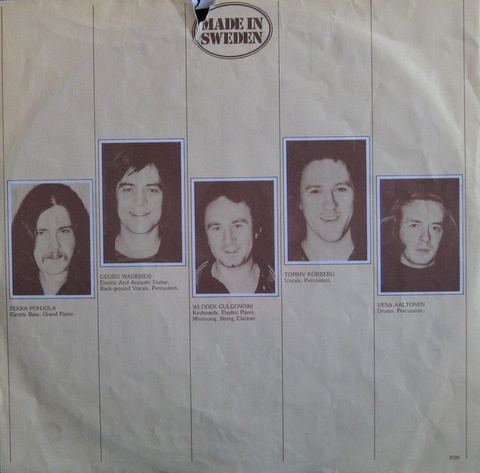 MADE IN
SWEDEN
PEKKA POHJOLA
Electric Bass, Grand Piano.
GEORG WADENIUS
Electric And Acoustic Guitar,
Back-ground Vocals, Percussion.
WLODEK GULGOWSKI
Keyboards, Electric Piano,
Minimoog, String, Clarinet.
TOMMY KÖRBERG
Vocals, Percussion.
VESA AALTONEN
Drums, Percussion.